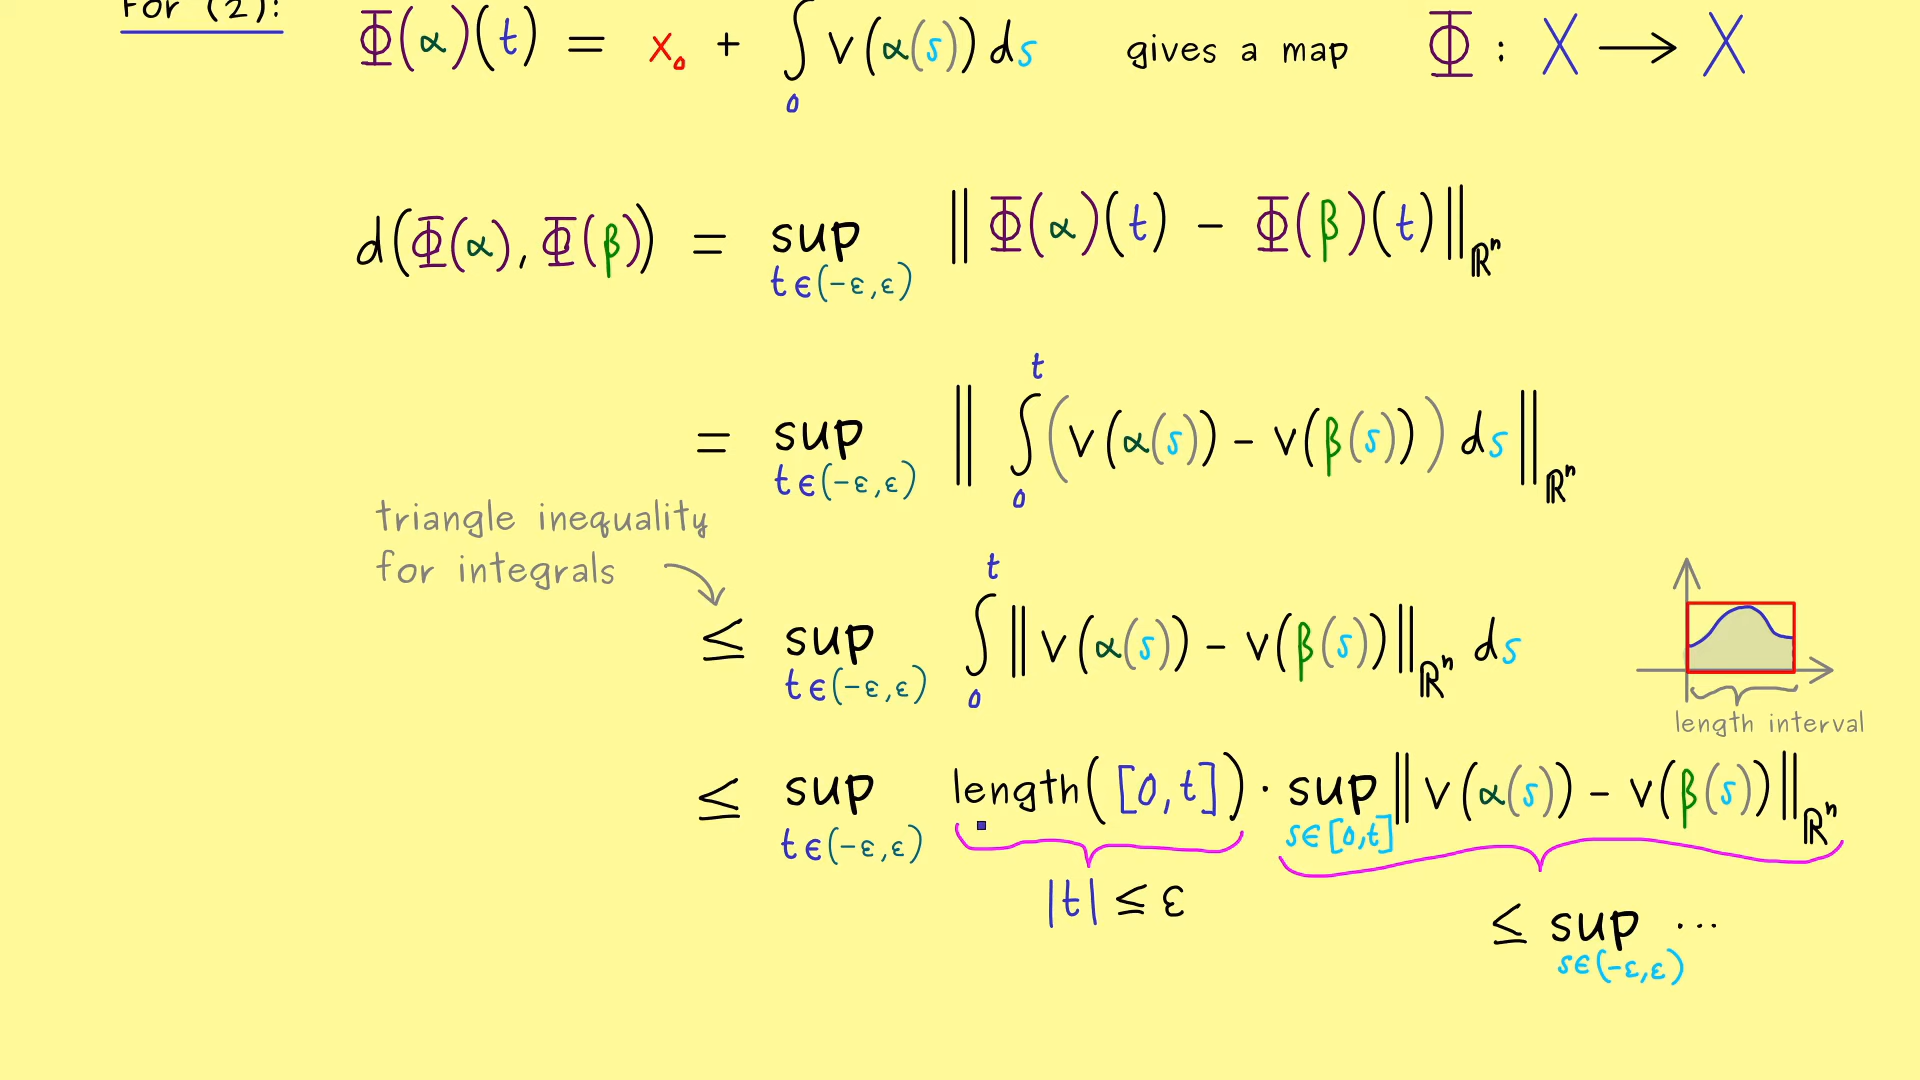 For (2): Φ(α)(t) = x₀ + ∫₀ v(α(s)) ds gives a map Φ : X ⟶ X
d(Φ(α), Φ(β)) = sup_{t∈(-ε,ε)} ‖Φ(α)(t) − Φ(β)(t)‖_{ℝⁿ}
= sup_{t∈(-ε,ε)} ‖ ∫₀ᵗ (v(α(s)) − v(β(s))) ds ‖_{ℝⁿ}
triangle inequality
for integrals
≤ sup_{t∈(-ε,ε)} ∫₀ᵗ ‖v(α(s)) − v(β(s))‖_{ℝⁿ} ds
length interval
≤ sup_{t∈(-ε,ε)} length([0,t]) · sup_{s∈[0,t]} ‖v(α(s)) − v(β(s))‖_{ℝⁿ}
|t| ≤ ε
≤ sup_{s∈(-ε,ε)} ...